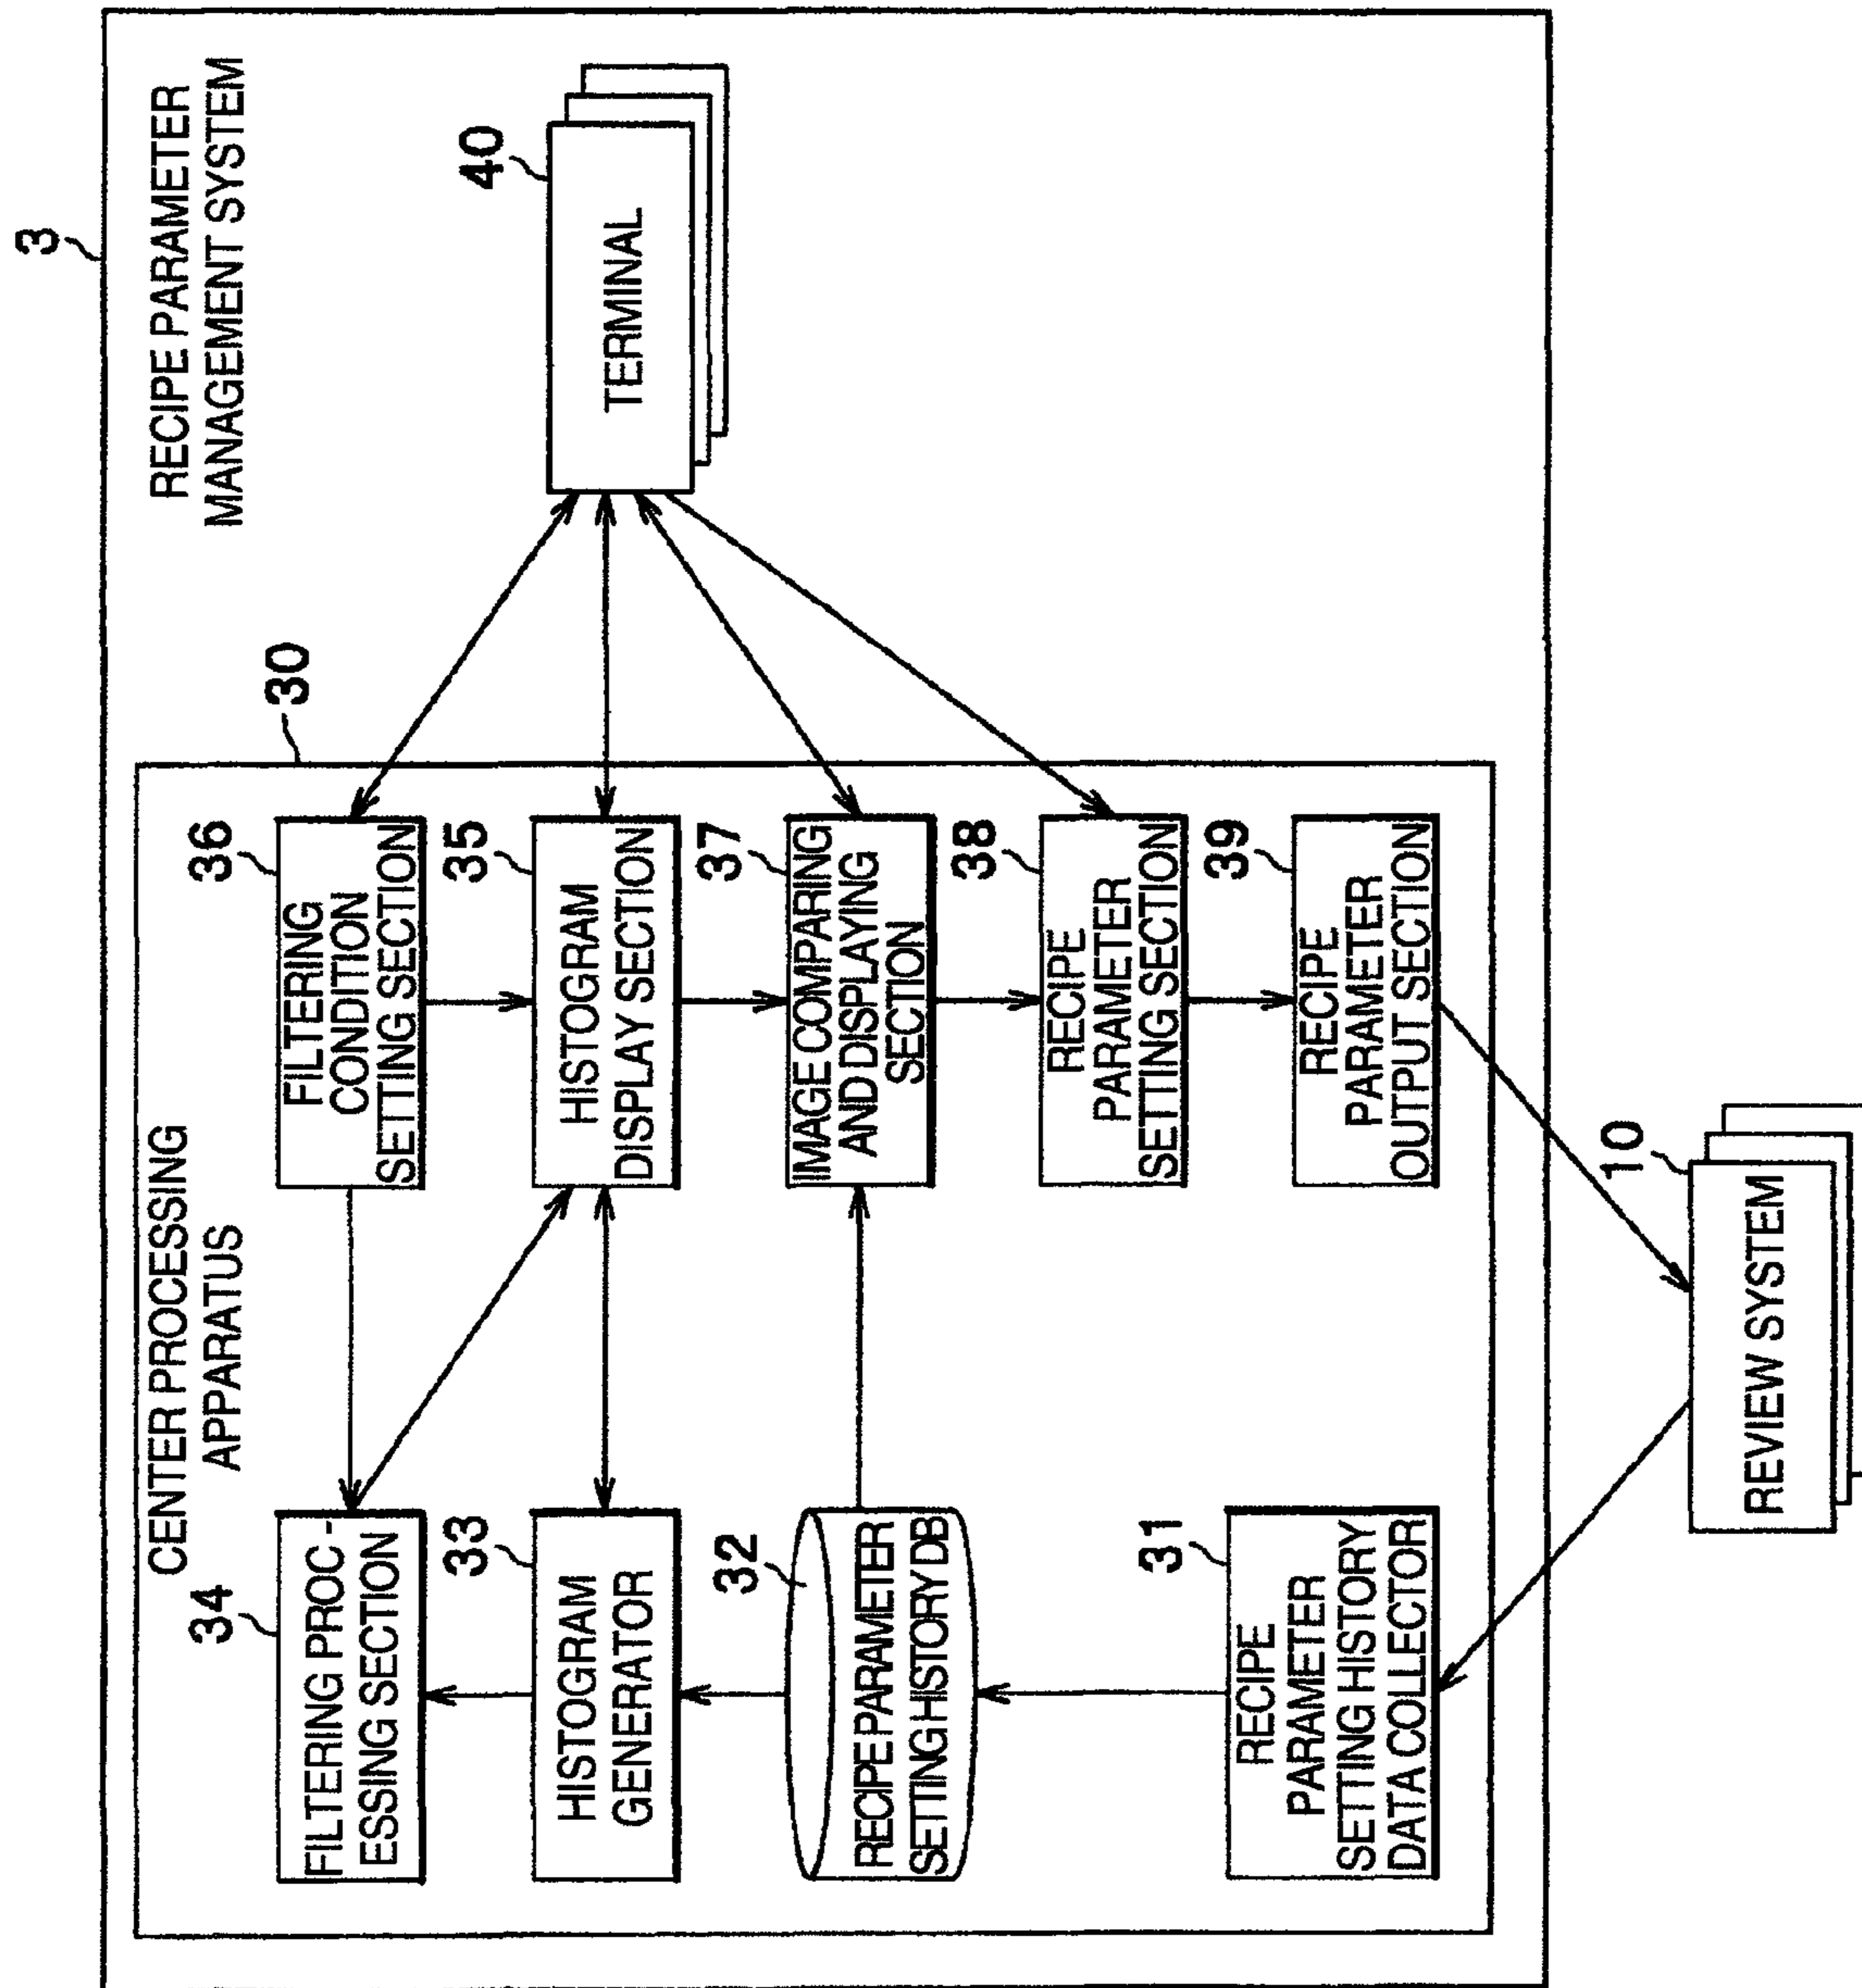 3
RECIPE PARAMETER
MANAGEMENT SYSTEM
CENTER PROCESSING
APPARATUS
30
34
FILTERING PROC-
ESSING SECTION
36
FILTERING
CONDITION
SETTING SECTION
40
TERMINAL
33
HISTOGRAM
GENERATOR
35
HISTOGRAM
DISPLAY SECTION
32
RECIPE PARAMETER
SETTING HISTORY DB
37
IMAGE COMPARING
AND DISPLAYING
SECTION
38
RECIPE
PARAMETER
SETTING SECTION
31
RECIPE
PARAMETER
SETTING HISTORY
DATA COLLECTOR
39
RECIPE
PARAMETER
OUTPUT SECTION
10
REVIEW SYSTEM